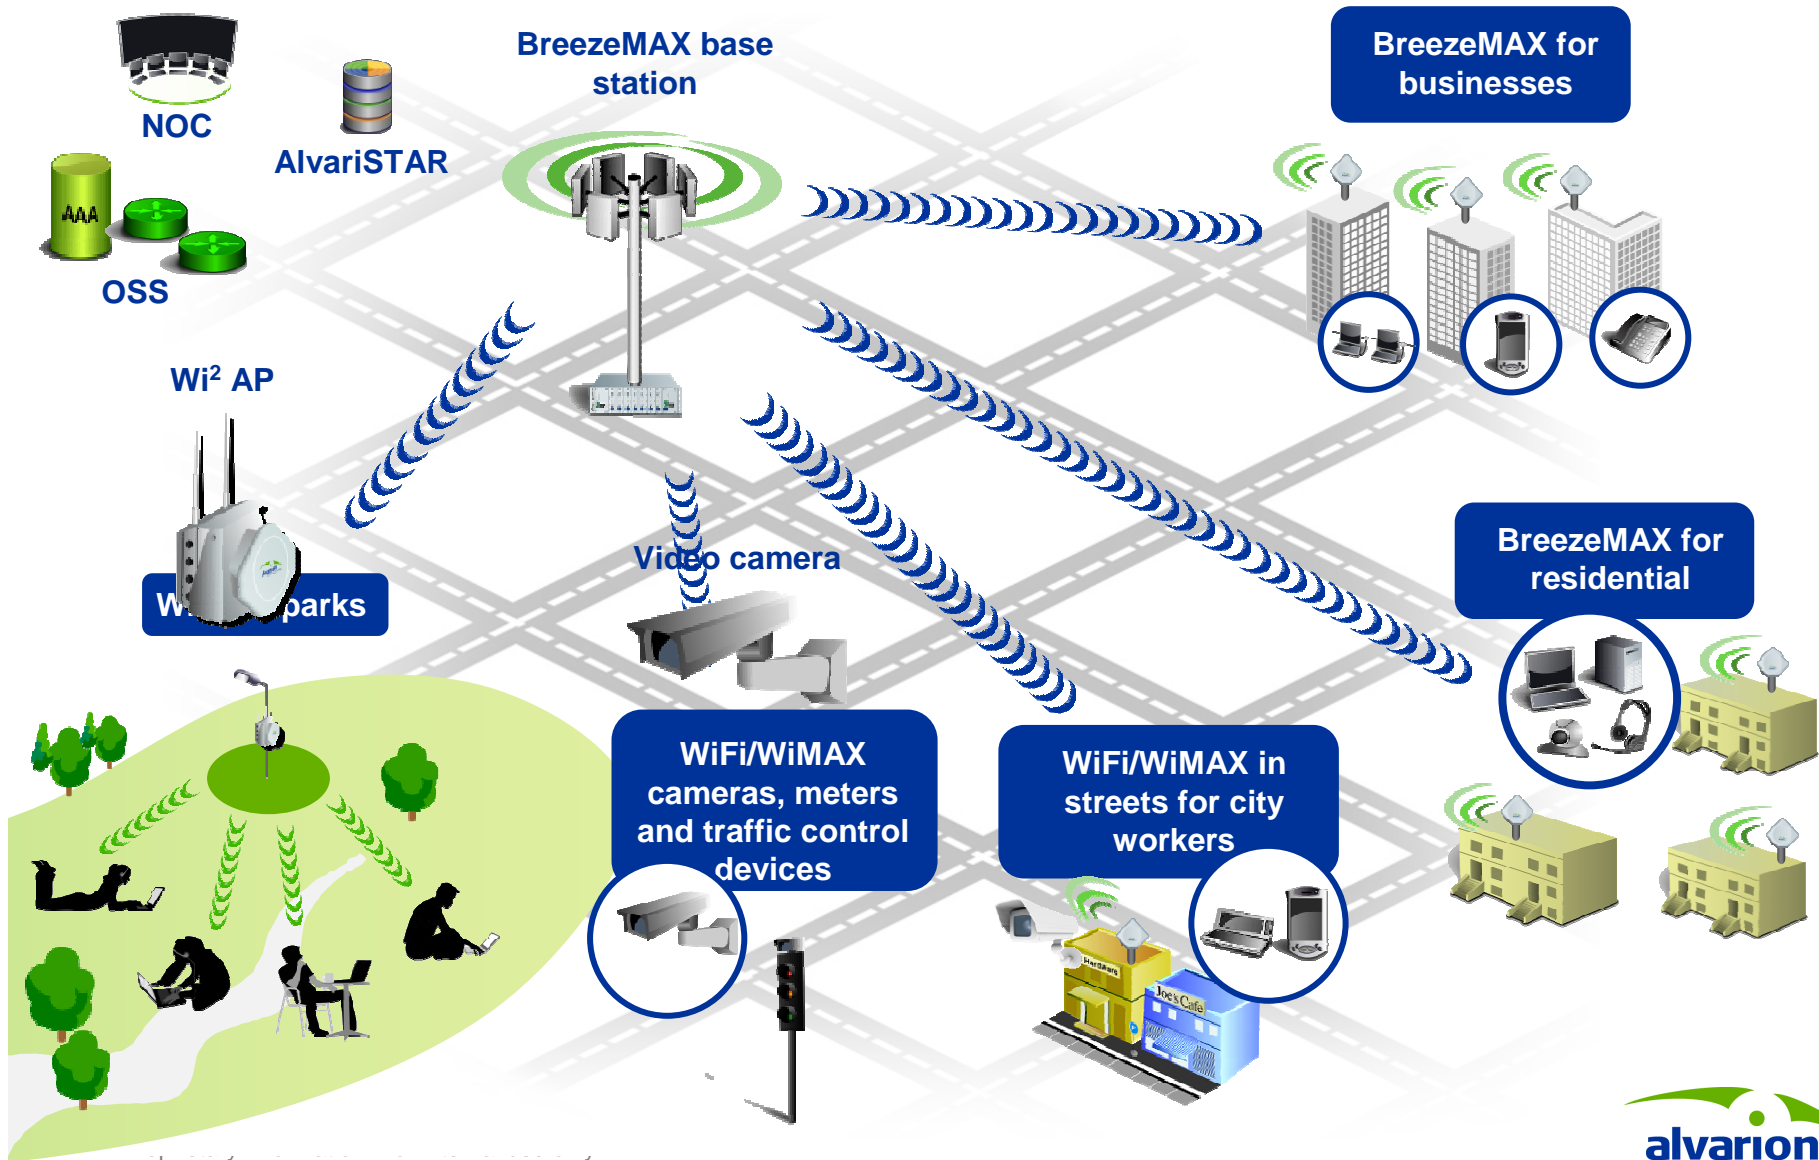 BreezeMAX base
station
BreezeMAX for
businesses
NOC
AlvariSTAR
AAA
OSS
Wi² AP
Video camera
BreezeMAX for
residential
parks
WiFi/WiMAX
cameras, meters
and traffic control
devices
WiFi/WiMAX in
streets for city
workers
Hardware
Joe's Cafe
alvarion